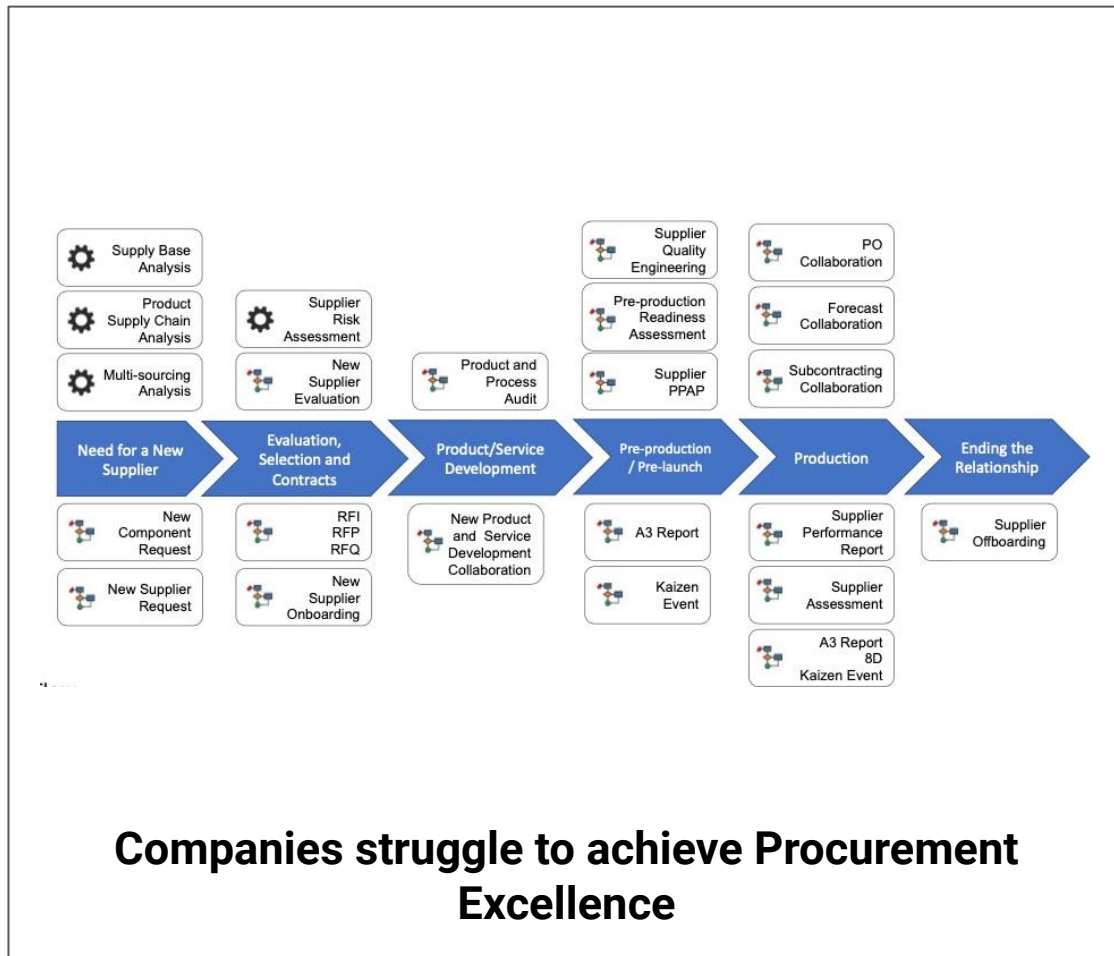 Supply Base
Analysis
Product
Supply Chain
Analysis
Multi-sourcing
Analysis
Supplier
Risk
Assessment
New
Supplier
Evaluation
Product and
Process
Audit
Supplier
Quality
Engineering
Pre-production
Readiness
Assessment
Supplier
PPAP
PO
Collaboration
Forecast
Collaboration
Subcontracting
Collaboration
Need for a New
Supplier
Evaluation,
Selection and
Contracts
Product/Service
Development
Pre-production
/ Pre-launch
Production
Ending the
Relationship
New
Component
Request
New Supplier
Request
RFI
RFP
RFQ
New
Supplier
Onboarding
New Product
and Service
Development
Collaboration
A3 Report
Kaizen
Event
Supplier
Performance
Report
Supplier
Assessment
A3 Report
8D
Kaizen Event
Supplier
Offboarding
Companies struggle to achieve Procurement
Excellence